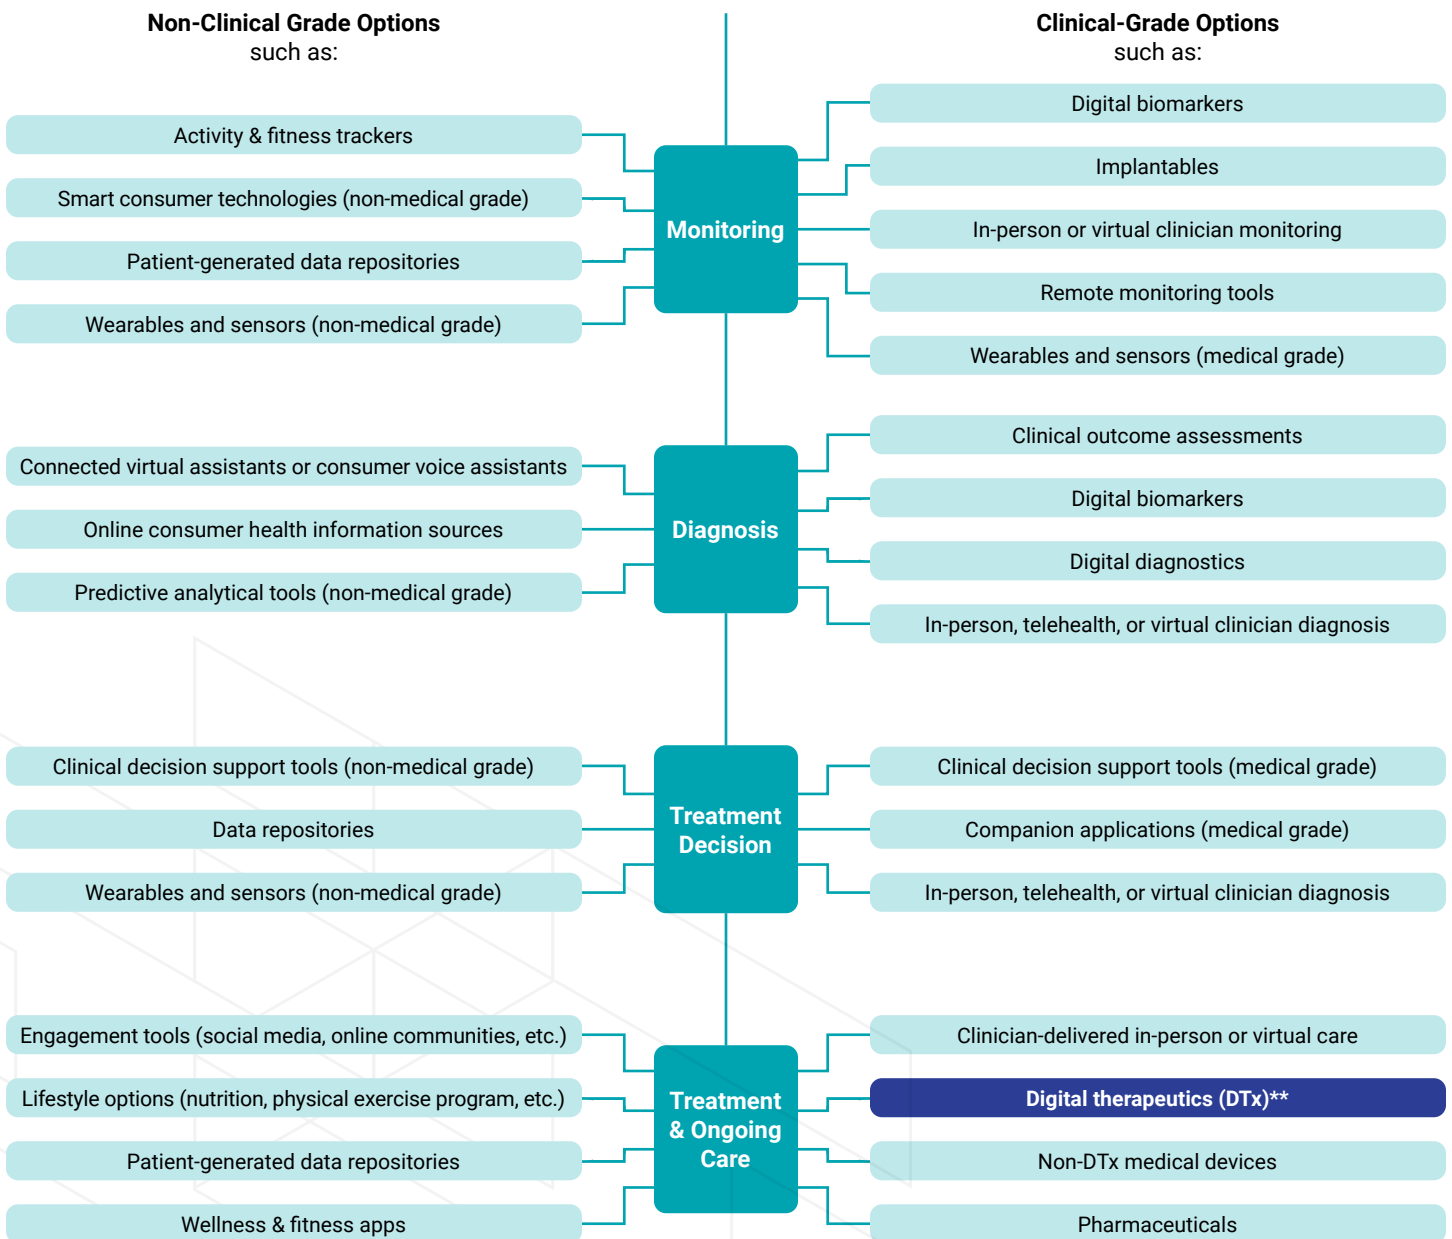 Non-Clinical Grade Options
such as:
Clinical-Grade Options
such as:
Activity & fitness trackers
Smart consumer technologies (non-medical grade)
Patient-generated data repositories
Wearables and sensors (non-medical grade)
Monitoring
Digital biomarkers
Implantables
In-person or virtual clinician monitoring
Remote monitoring tools
Wearables and sensors (medical grade)
Connected virtual assistants or consumer voice assistants
Online consumer health information sources
Predictive analytical tools (non-medical grade)
Diagnosis
Clinical outcome assessments
Digital biomarkers
Digital diagnostics
In-person, telehealth, or virtual clinician diagnosis
Clinical decision support tools (non-medical grade)
Data repositories
Wearables and sensors (non-medical grade)
Treatment
Decision
Clinical decision support tools (medical grade)
Companion applications (medical grade)
In-person, telehealth, or virtual clinician diagnosis
Engagement tools (social media, online communities, etc.)
Lifestyle options (nutrition, physical exercise program, etc.)
Patient-generated data repositories
Wellness & fitness apps
Treatment
& Ongoing
Care
Clinician-delivered in-person or virtual care
Digital therapeutics (DTx)**
Non-DTx medical devices
Pharmaceuticals